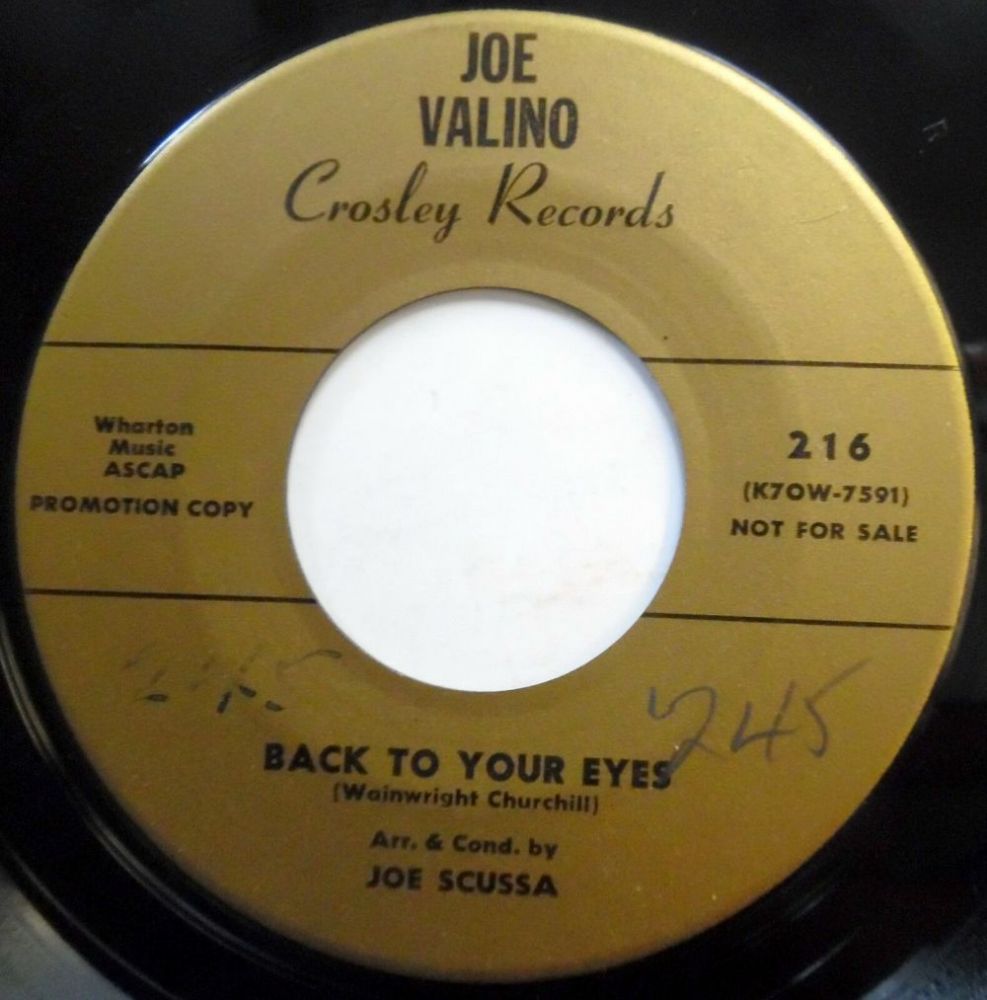 JOE
VALINO
Crosley Records
Wharton
Music
ASCAP
PROMOTION COPY
216
(K7OW-7591)
NOT FOR SALE
245
BACK TO YOUR EYES
(Wainwright Churchill)
Arr. & Cond. by
JOE SCUSSA